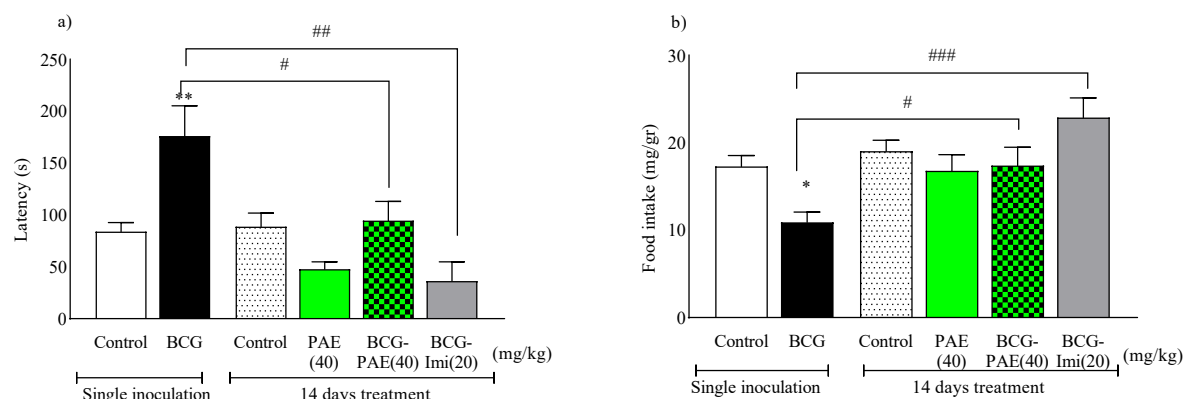 a)
##
#
**
250
200
150
100
50
0
Latency (s)
Control BCG Control PAE (40) BCG-PAE(40) BCG-Imi(20) (mg/kg)
Single inoculation 14 days treatment
b)
###
#
*
30
20
10
0
Food intake (mg/gr)
Control BCG Control PAE (40) BCG-PAE(40) BCG-Imi(20) (mg/kg)
Single inoculation 14 days treatment